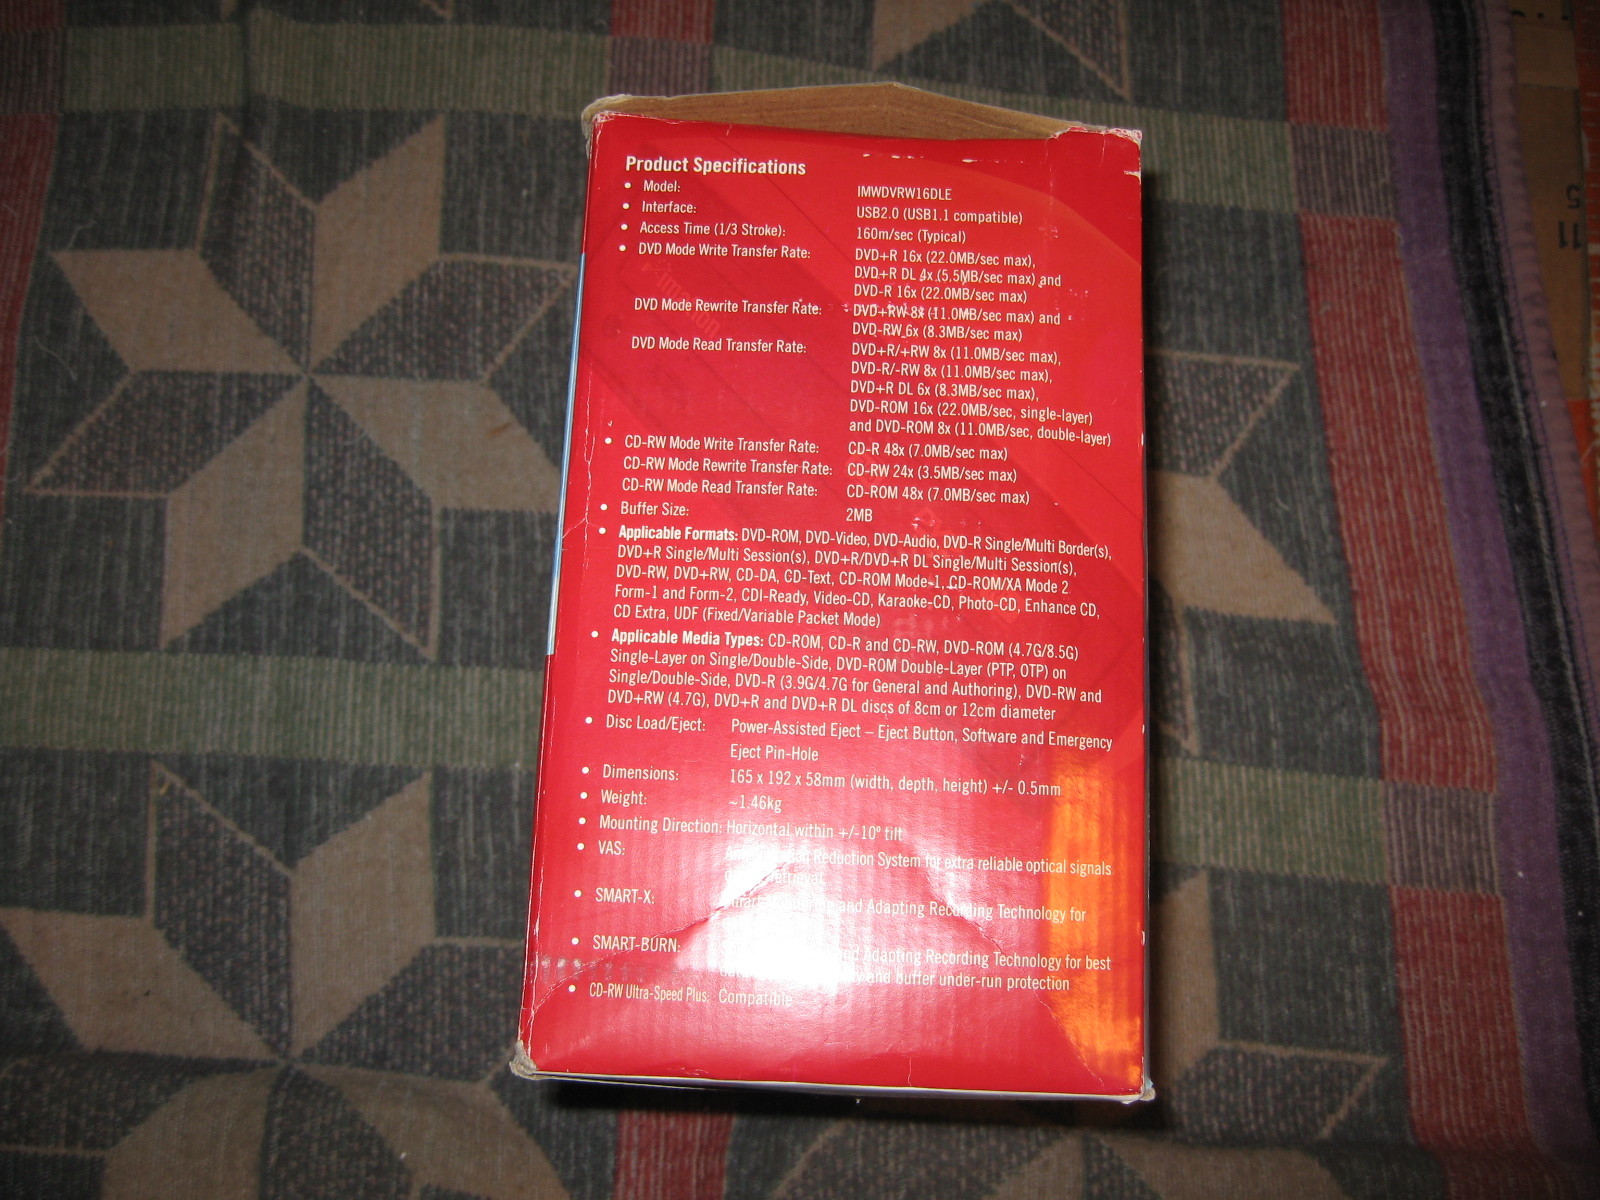 Product Specifications
• Model: IMWDVRW16DLE
• Interface: USB2.0 (USB1.1 compatible)
• Access Time (1/3 Stroke): 160m/sec (Typical)
• DVD Mode Write Transfer Rate: DVD+R 16x (22.0MB/sec max),
DVD+R DL 4x (5.5MB/sec max) and
DVD-R 16x (22.0MB/sec max)
DVD Mode Rewrite Transfer Rate: DVD+RW 8x (11.0MB/sec max) and
DVD-RW 6x (8.3MB/sec max)
DVD Mode Read Transfer Rate: DVD+R/+RW 8x (11.0MB/sec max),
DVD-R/-RW 8x (11.0MB/sec max),
DVD+R DL 6x (8.3MB/sec max),
DVD-ROM 16x (22.0MB/sec, single-layer)
and DVD-ROM 8x (11.0MB/sec, double-layer)
• CD-RW Mode Write Transfer Rate: CD-R 48x (7.0MB/sec max)
CD-RW Mode Rewrite Transfer Rate: CD-RW 24x (3.5MB/sec max)
CD-RW Mode Read Transfer Rate: CD-ROM 48x (7.0MB/sec max)
• Buffer Size: 2MB
• Applicable Formats: DVD-ROM, DVD-Video, DVD-Audio, DVD-R Single/Multi Border(s),
DVD+R Single/Multi Session(s), DVD+R/DVD+R DL Single/Multi Session(s),
DVD-RW, DVD+RW, CD-DA, CD-Text, CD-ROM Mode-1, CD-ROM/XA Mode 2
Form-1 and Form-2, CDI-Ready, Video-CD, Karaoke-CD, Photo-CD, Enhance CD,
CD Extra, UDF (Fixed/Variable Packet Mode)
• Applicable Media Types: CD-ROM, CD-R and CD-RW, DVD-ROM (4.7G/8.5G)
Single-Layer on Single/Double-Side, DVD-ROM Double-Layer (PTP, OTP) on
Single/Double-Side, DVD-R (3.9G/4.7G for General and Authoring), DVD-RW and
DVD+RW (4.7G), DVD+R and DVD+R DL discs of 8cm or 12cm diameter
• Disc Load/Eject: Power-Assisted Eject – Eject Button, Software and Emergency
Eject Pin-Hole
• Dimensions: 165 x 192 x 58mm (width, depth, height) +/- 0.5mm
• Weight: ~1.46kg
• Mounting Direction: Horizontal within +/-10° tilt
• VAS: Reduction System for extra reliable optical signals
retrieval
• SMART-X: and Adapting Recording Technology for
• SMART-BURN: and Adapting Recording Technology for best
and buffer under-run protection
• CD-RW Ultra-Speed Plus: Compatible
11
5